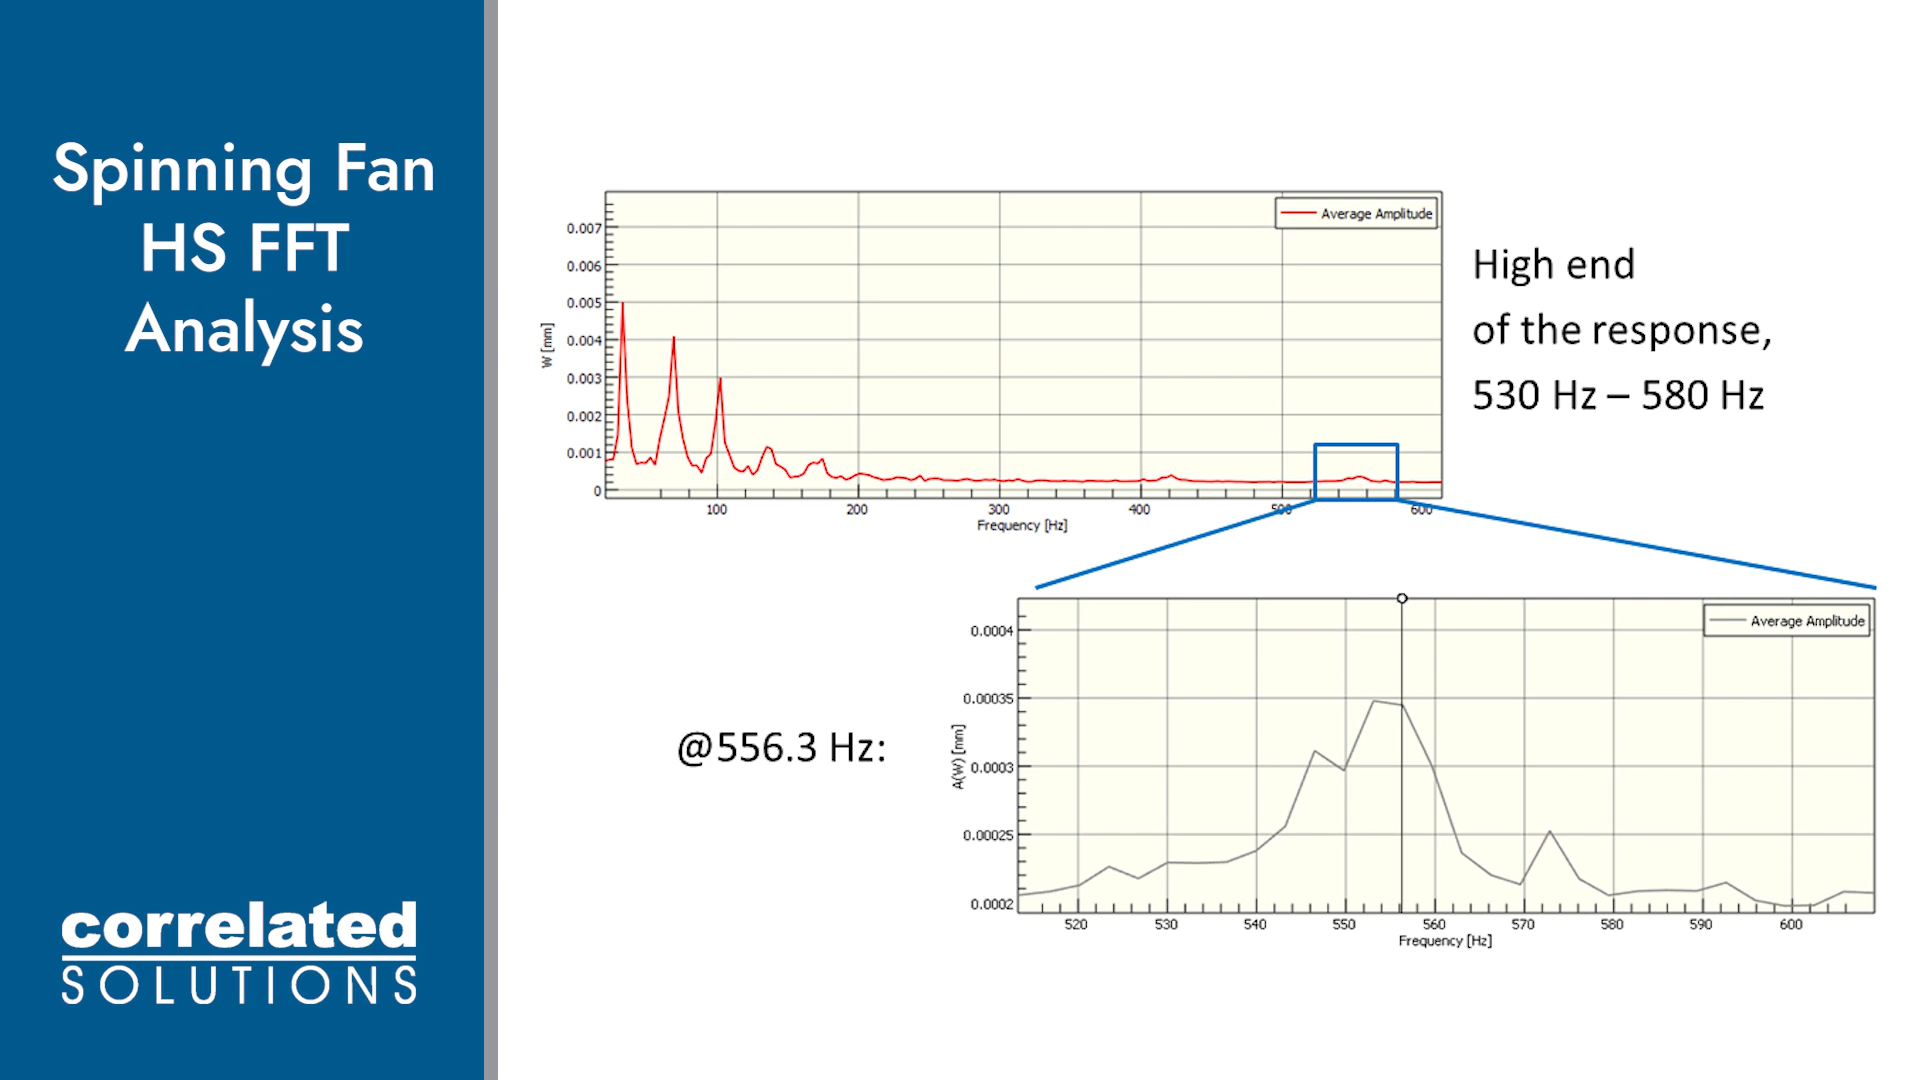 Spinning Fan
HS FFT
Analysis
correlated
SOLUTIONS
Average Amplitude
0.007
0.006
0.005
0.004
0.003
0.002
0.001
0
W [mm]
100 200 300 400 500 600
Frequency [Hz]
High end
of the response,
530 Hz – 580 Hz
@556.3 Hz:
Average Amplitude
0.0004
0.00035
0.0003
0.00025
0.0002
A(W) [mm]
520 530 540 550 560 570 580 590 600
Frequency [Hz]